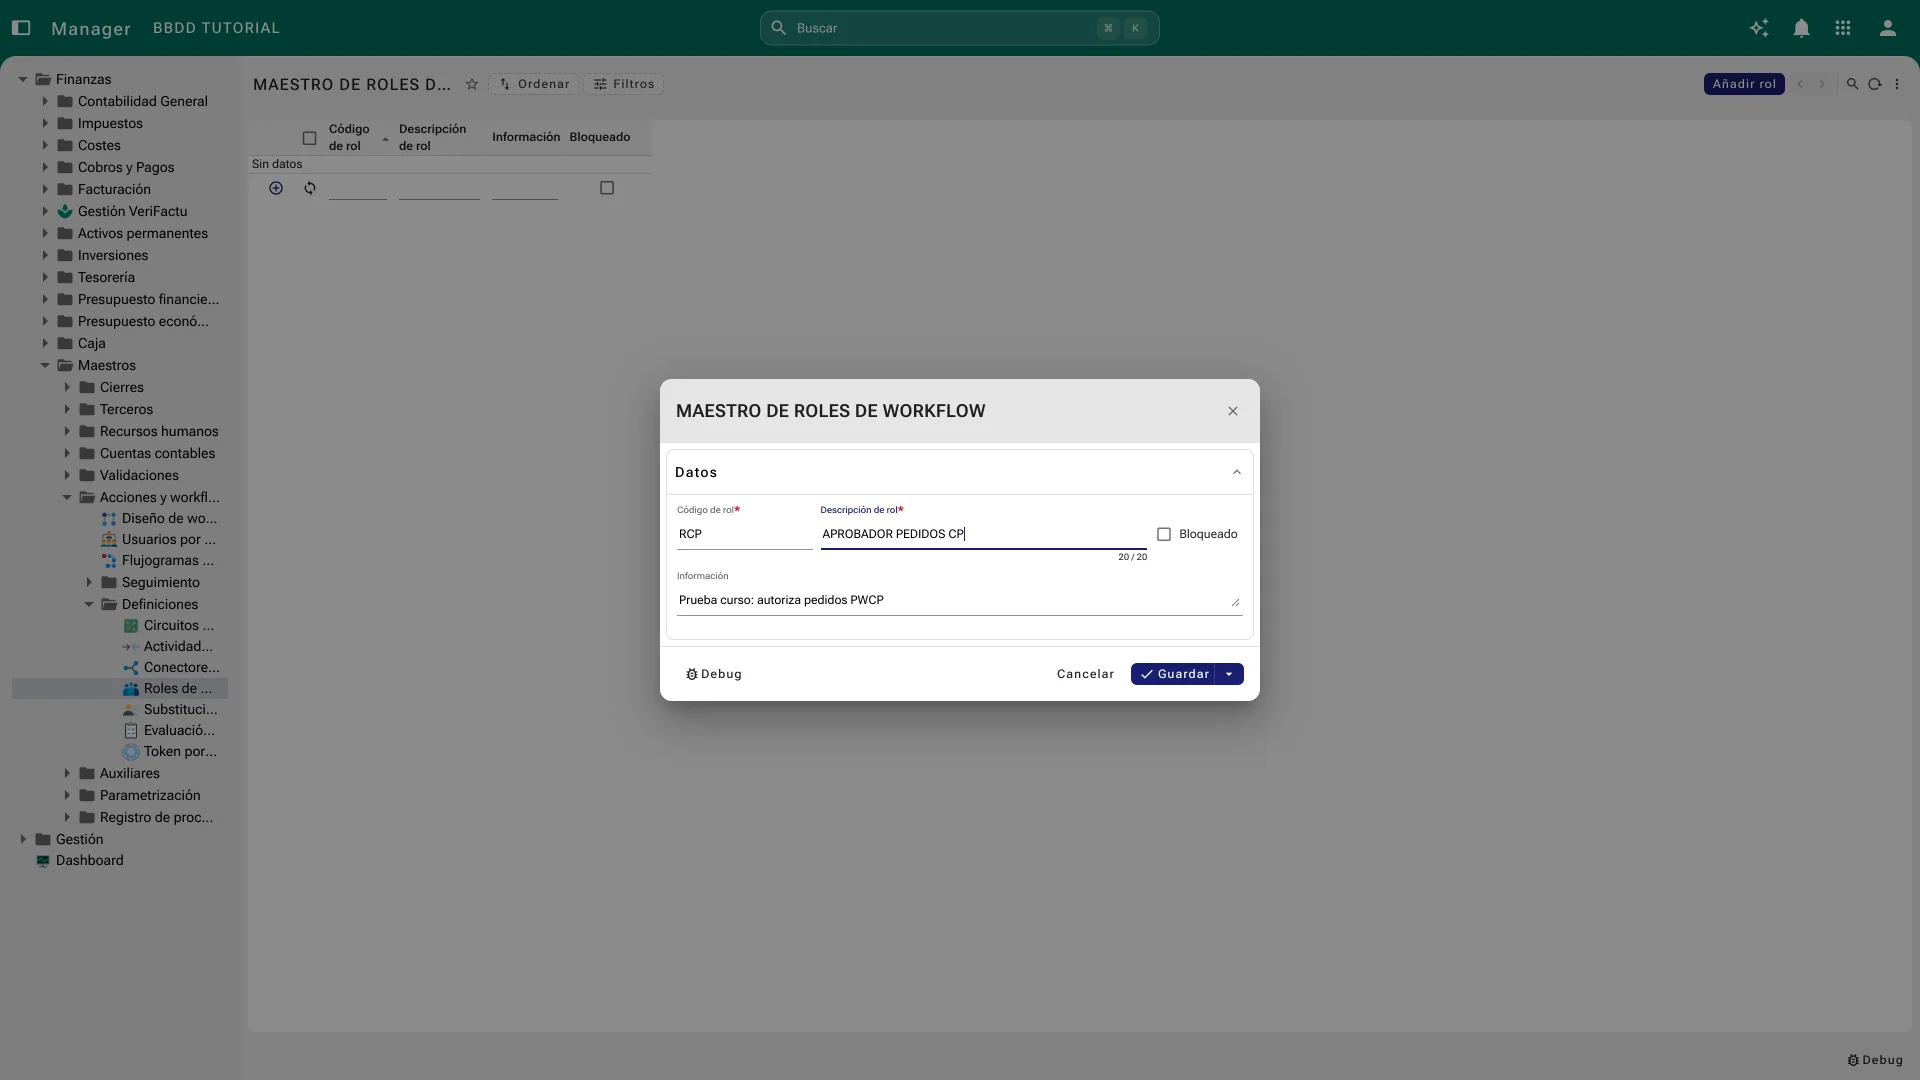 Manager BBDD TUTORIAL
Buscar ⌘ K
Finanzas
Contabilidad General
Impuestos
Costes
Cobros y Pagos
Facturación
Gestión VeriFactu
Activos permanentes
Inversiones
Tesorería
Presupuesto financie...
Presupuesto econó...
Caja
Maestros
Cierres
Terceros
Recursos humanos
Cuentas contables
Validaciones
Acciones y workfl...
Diseño de wo...
Usuarios por ...
Flujogramas ...
Seguimiento
Definiciones
Circuitos ...
Actividad...
Conectore...
Roles de ...
Substituci...
Evaluació...
Token por...
Auxiliares
Parametrización
Registro de proc...
Gestión
Dashboard
MAESTRO DE ROLES D... Ordenar Filtros
Añadir rol
Código de rol Descripción de rol Información Bloqueado
Sin datos
MAESTRO DE ROLES DE WORKFLOW
Datos
Código de rol* Descripción de rol*
RCP APROBADOR PEDIDOS CP Bloqueado
20 / 20
Información
Prueba curso: autoriza pedidos PWCP
Debug Cancelar Guardar
Debug